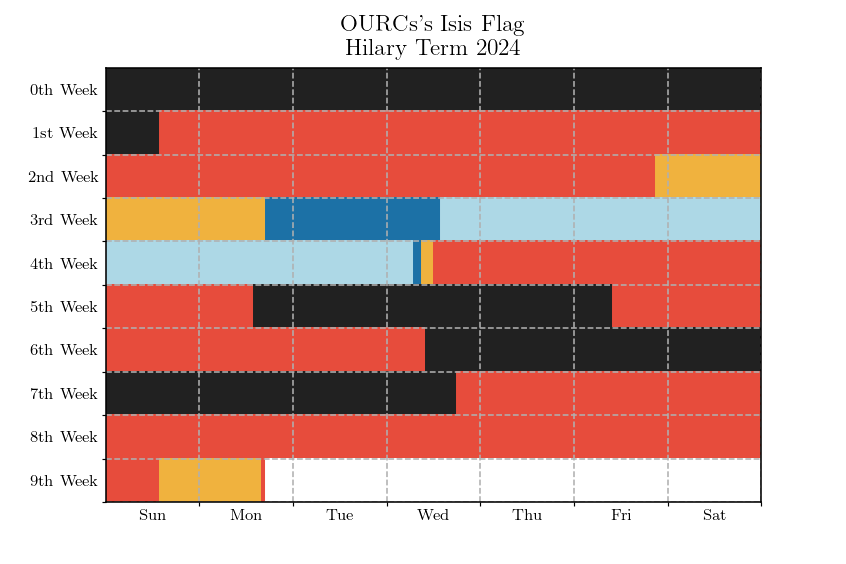 OURCs's Isis Flag
Hilary Term 2024
0th Week
1st Week
2nd Week
3rd Week
4th Week
5th Week
6th Week
7th Week
8th Week
9th Week
Sun Mon Tue Wed Thu Fri Sat